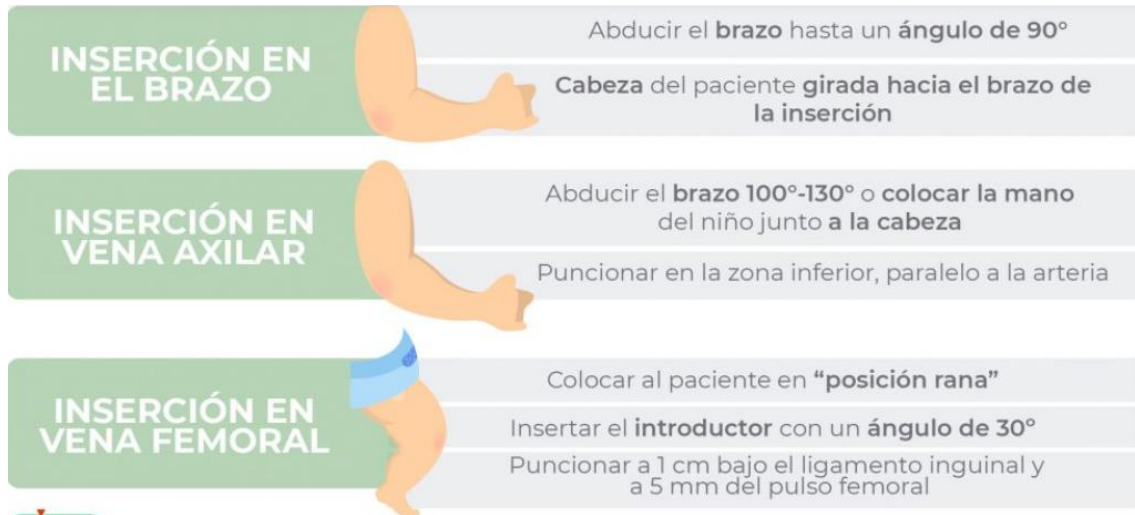 INSERCIÓN EN
EL BRAZO
Abducir el brazo hasta un ángulo de 90°
Cabeza del paciente girada hacia el brazo de
la inserción
INSERCIÓN EN
VENA AXILAR
Abducir el brazo 100°-130° o colocar la mano
del niño junto a la cabeza
Puncionar en la zona inferior, paralelo a la arteria
INSERCIÓN EN
VENA FEMORAL
Colocar al paciente en “posición rana”
Insertar el introductor con un ángulo de 30°
Puncionar a 1 cm bajo el ligamento inguinal y
a 5 mm del pulso femoral